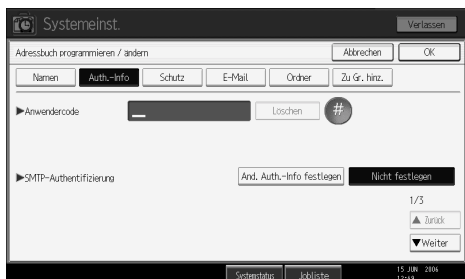 Systemeinst.
Verlassen
Adressbuch programmieren / ändern
Abbrechen
OK
Namen
Auth.-Info
Schutz
E-Mail
Ordner
Zu Gr. hinz.
▶Anwendercode
Löschen
#
▶SMTP-Authentifizierung
And. Auth.-Info festlegen
Nicht festlegen
1/3
▲ Zurück
▼Weiter
Systemstatus
Jobliste
15 JUN 2006